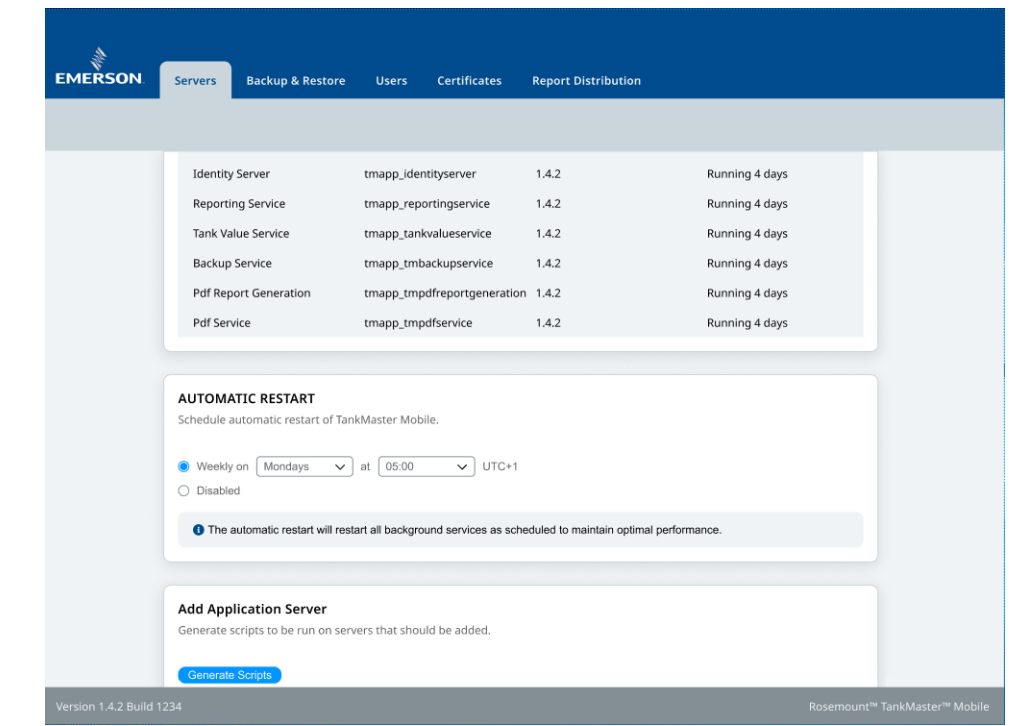 EMERSON
Servers Backup & Restore Users Certificates Report Distribution
Identity Server tmapp_identityserver 1.4.2 Running 4 days
Reporting Service tmapp_reportingservice 1.4.2 Running 4 days
Tank Value Service tmapp_tankvalueservice 1.4.2 Running 4 days
Backup Service tmapp_tmbackupservice 1.4.2 Running 4 days
Pdf Report Generation tmapp_tmpdfreportgeneration 1.4.2 Running 4 days
Pdf Service tmapp_tmpdfservice 1.4.2 Running 4 days
AUTOMATIC RESTART
Schedule automatic restart of TankMaster Mobile.
Weekly on Mondays at 05:00 UTC+1
Disabled
The automatic restart will restart all background services as scheduled to maintain optimal performance.
Add Application Server
Generate scripts to be run on servers that should be added.
Generate Scripts
Version 1.4.2 Build 1234 Rosemount™ TankMaster™ Mobile